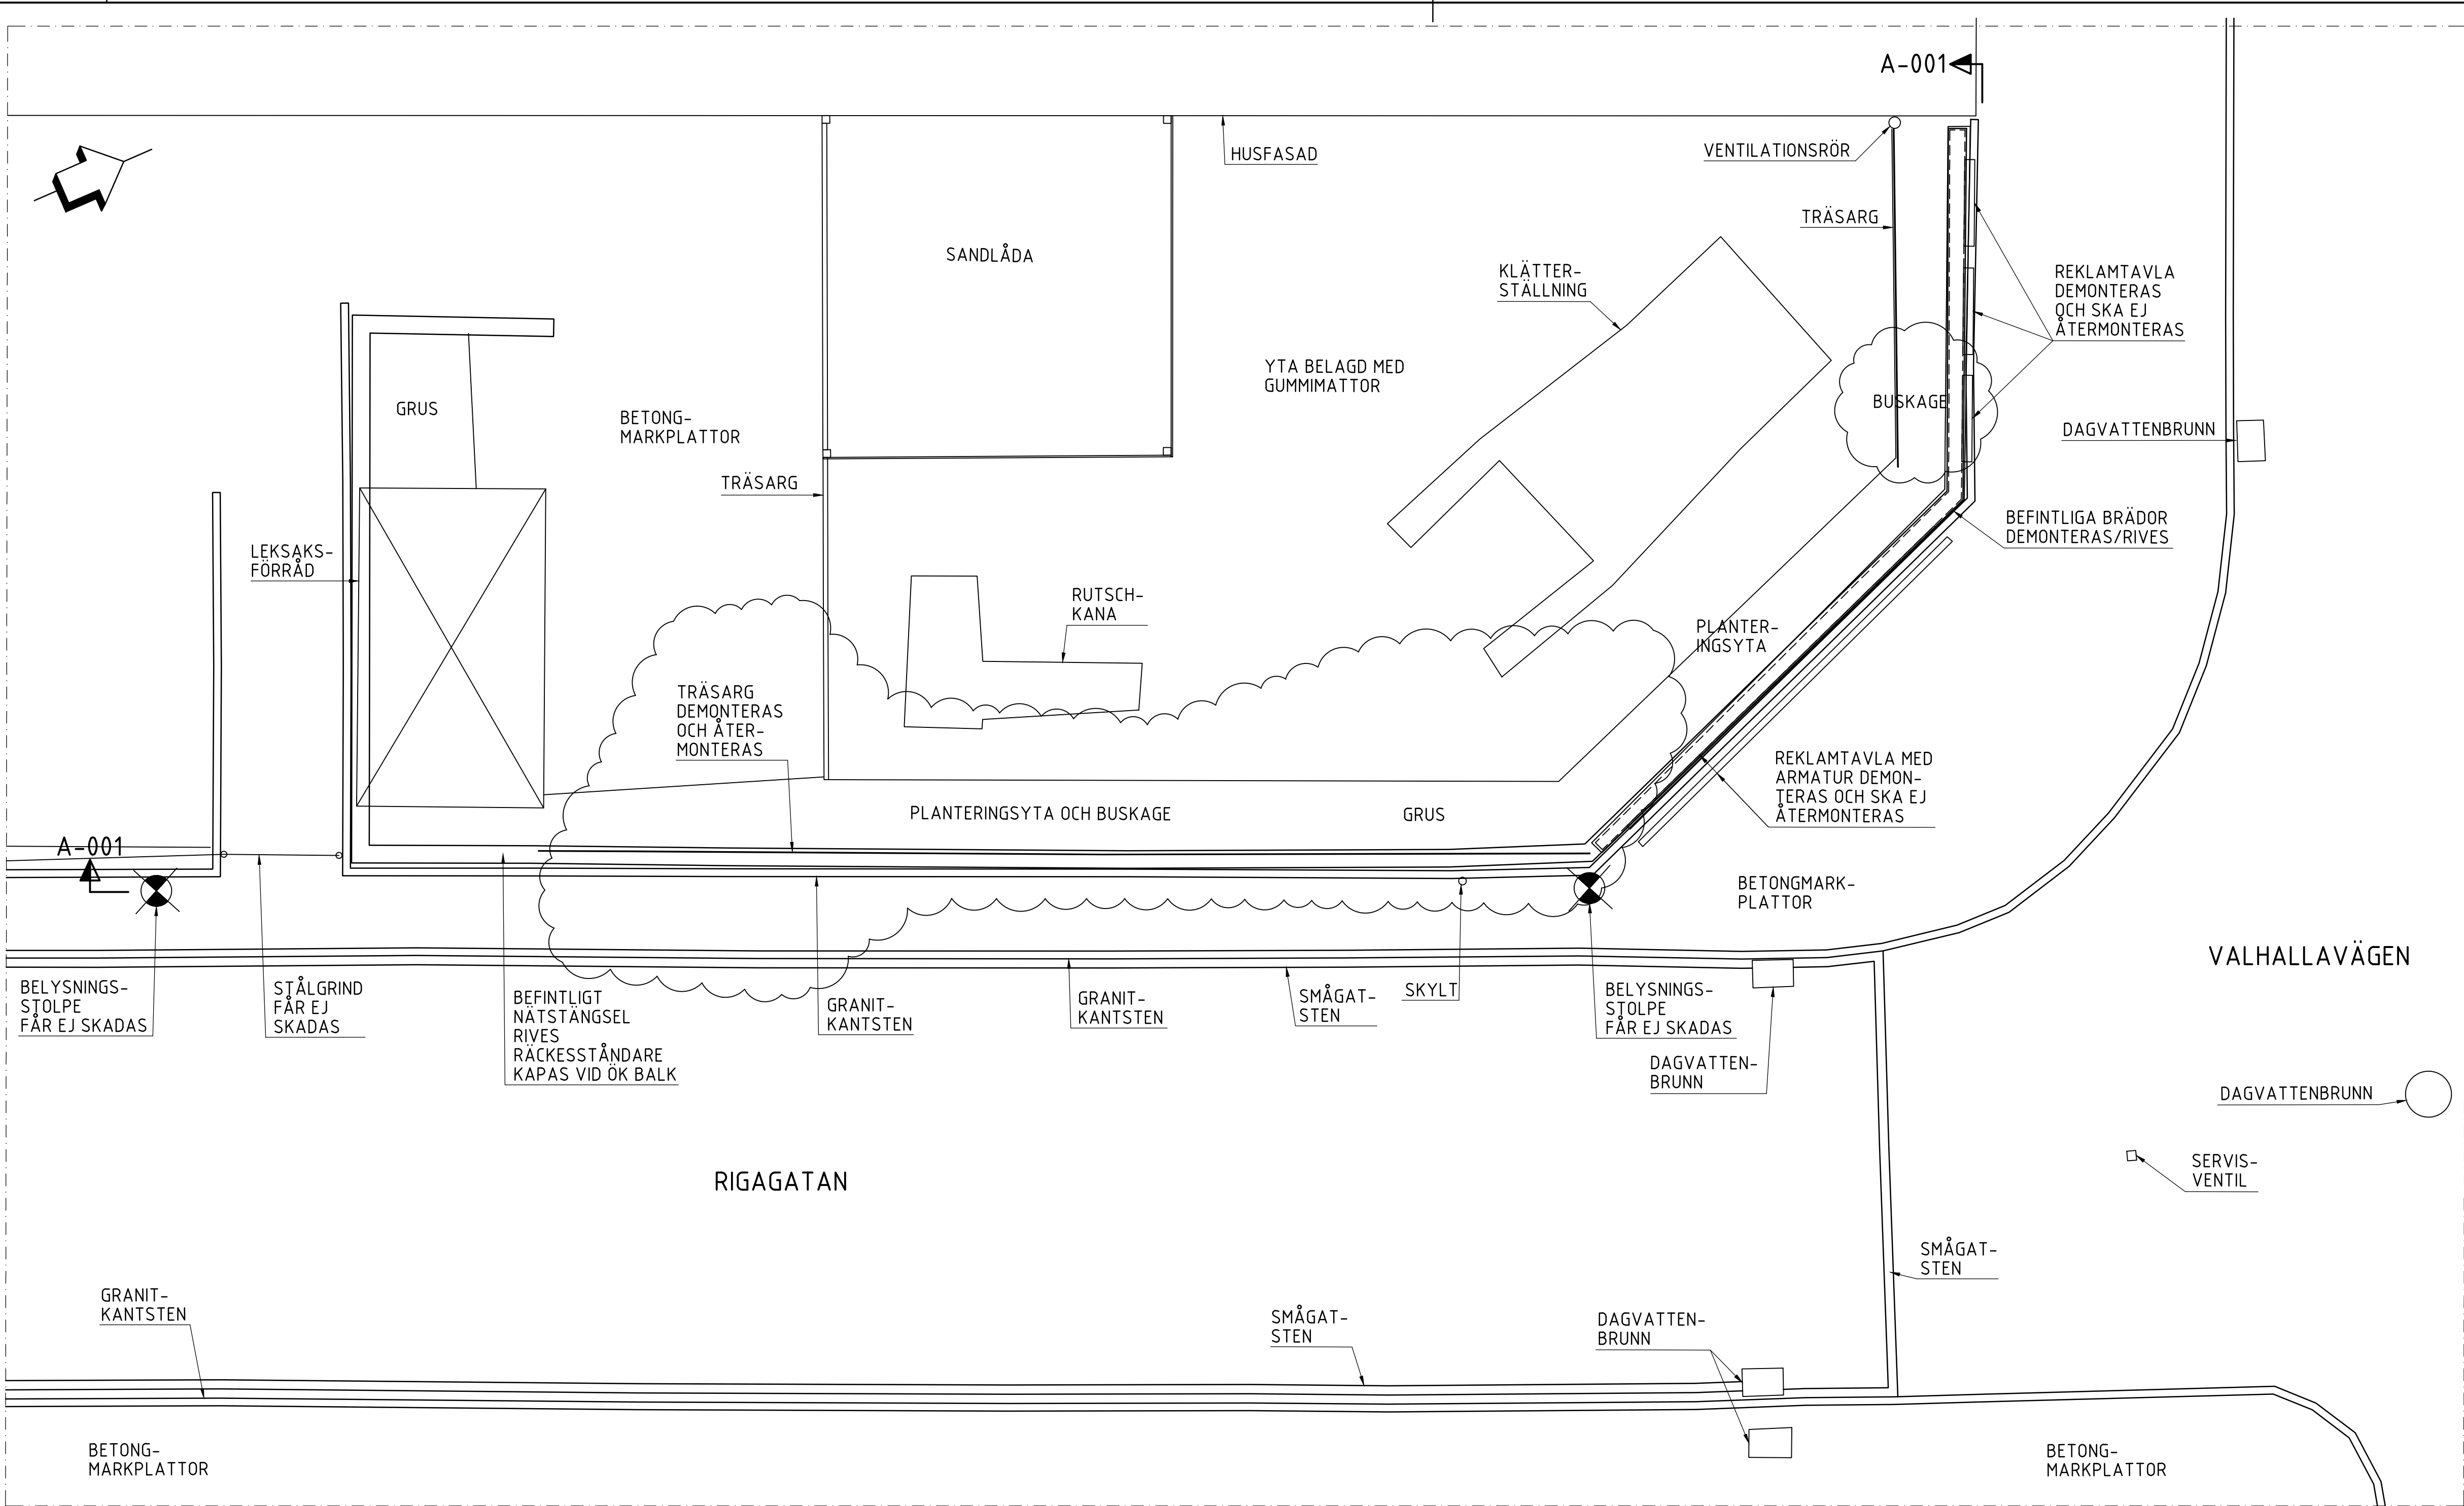 A-001
HUSFASAD
VENTILATIONSRÖR
TRÄSARG
SANDLÅDA
KLÄTTER-
STÄLLNING
REKLAMTAVLA
DEMONTERAS
OCH SKA EJ
ÅTERMONTERAS
YTA BELAGD MED
GUMMIMATTOR
GRUS
BUSKAGE
BETONG-
MARKPLATTOR
DAGVATTENBRUNN
TRÄSARG
BEFINTLIGA BRÄDOR
DEMONTERAS/RIVES
LEKSAKS-
FÖRRÅD
RUTSCH-
KANA
PLANTER-
INGSYTA
TRÄSARG
DEMONTERAS
OCH ÅTER-
MONTERAS
REKLAMTAVLA MED
ARMATUR DEMON-
TERAS OCH SKA EJ
ÅTERMONTERAS
PLANTERINGSYTA OCH BUSKAGE
GRUS
A-001
BETONGMARK-
PLATTOR
VALHALLAVÄGEN
BELYSNINGS-
STOLPE
FÅR EJ SKADAS
STÅLGRIND
FÅR EJ
SKADAS
BEFINTLIGT
NÄTSTÄNGSEL
RIVES
RÄCKESSTÅNDARE
KAPAS VID ÖK BALK
GRANIT-
KANTSTEN
GRANIT-
KANTSTEN
SMÅGAT-
STEN
SKYLT
BELYSNINGS-
STOLPE
FÅR EJ SKADAS
DAGVATTEN-
BRUNN
DAGVATTENBRUNN
RIGAGATAN
SERVIS-
VENTIL
SMÅGAT-
STEN
GRANIT-
KANTSTEN
SMÅGAT-
STEN
DAGVATTEN-
BRUNN
BETONG-
MARKPLATTOR
BETONG-
MARKPLATTOR